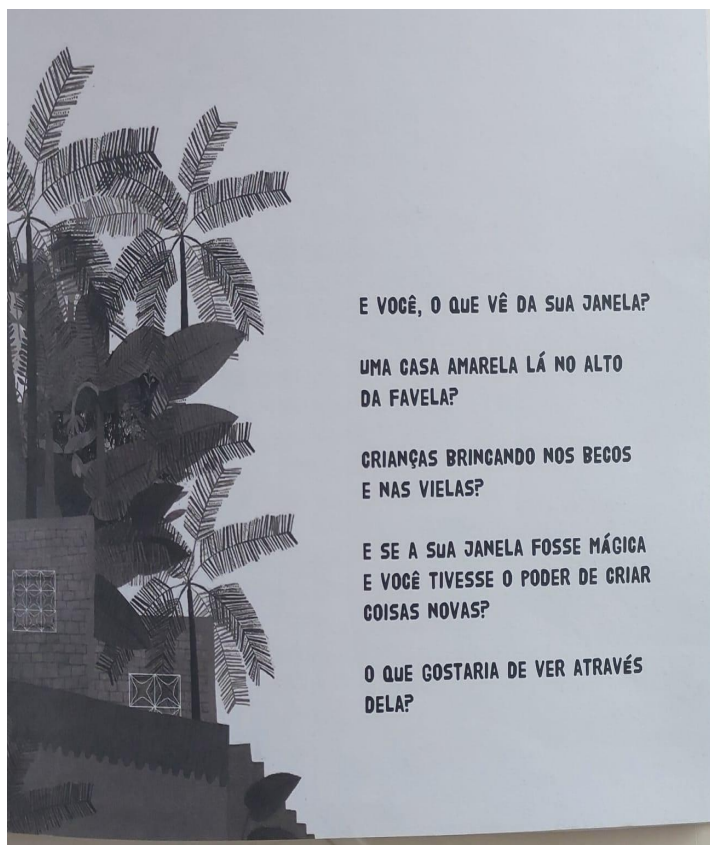 E VOCÊ, O QUE VÊ DA SUA JANELA?
UMA CASA AMARELA LÁ NO ALTO
DA FAVELA?
CRIANÇAS BRINCANDO NOS BECOS
E NAS VIELAS?
E SE A SUA JANELA FOSSE MÁGICA
E VOCÊ TIVESSE O PODER DE CRIAR
COISAS NOVAS?
O QUE GOSTARIA DE VER ATRAVÉS
DELA?